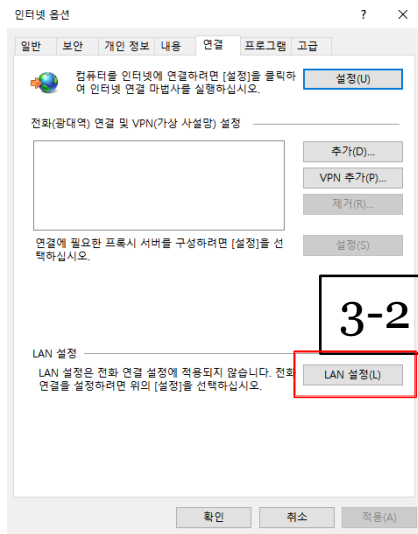 인터넷 옵션 ? ×
일반 보안 개인 정보 내용 연결 프로그램 고급
컴퓨터를 인터넷에 연결하려면 [설정]을 클릭하
여 인터넷 연결 마법사를 실행하십시오.
설정(U)
전화(광대역) 연결 및 VPN(가상 사설망) 설정
추가(D)...
VPN 추가(P)...
제거(R)...
연결에 필요한 프록시 서버를 구성하려면 [설정]을 선
택하십시오.
설정(S)
3-2
LAN 설정
LAN 설정은 전화 연결 설정에 적용되지 않습니다. 전화
연결을 설정하려면 위의 [설정]을 선택하십시오.
LAN 설정(L)
확인 취소 적용(A)